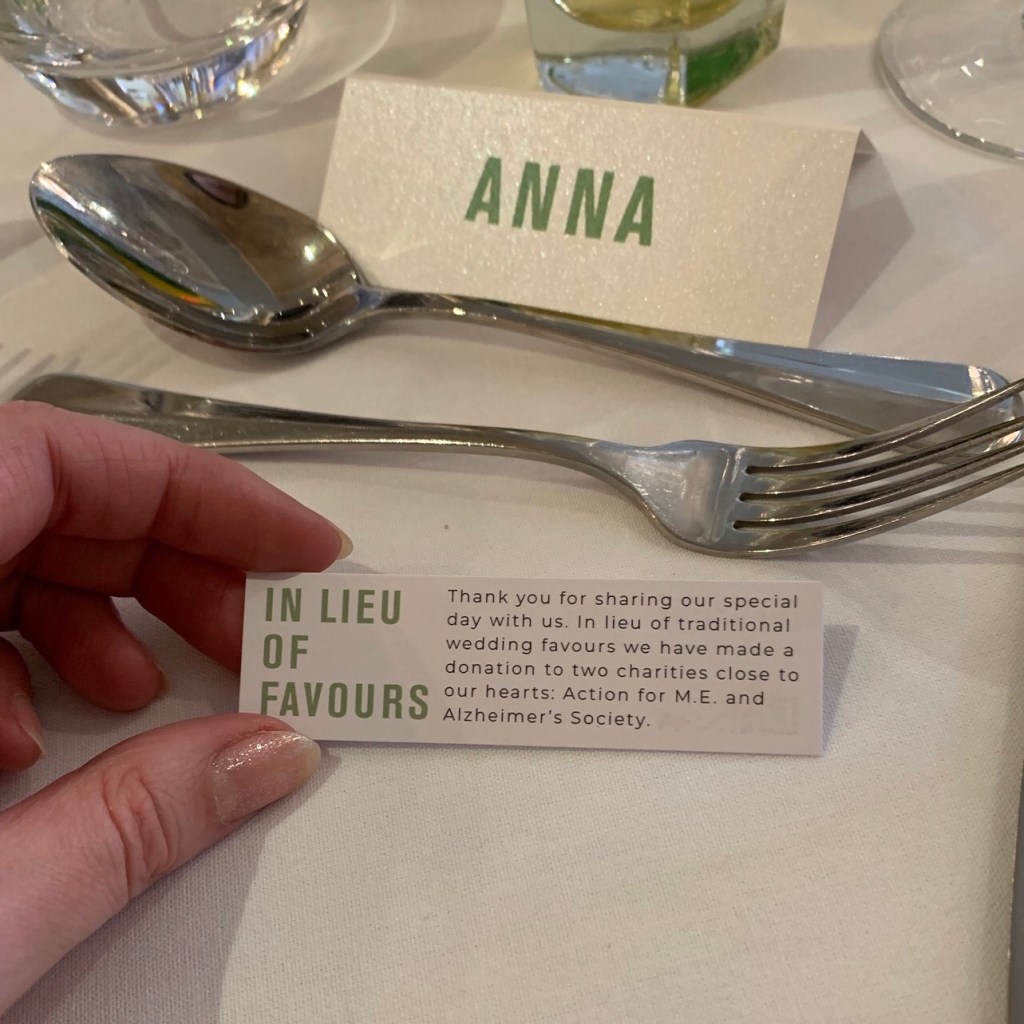 ANNA
IN LIEU
OF
FAVOURS
Thank you for sharing our special
day with us. In lieu of traditional
wedding favours we have made a
donation to two charities close to
our hearts: Action for M.E. and
Alzheimer's Society.